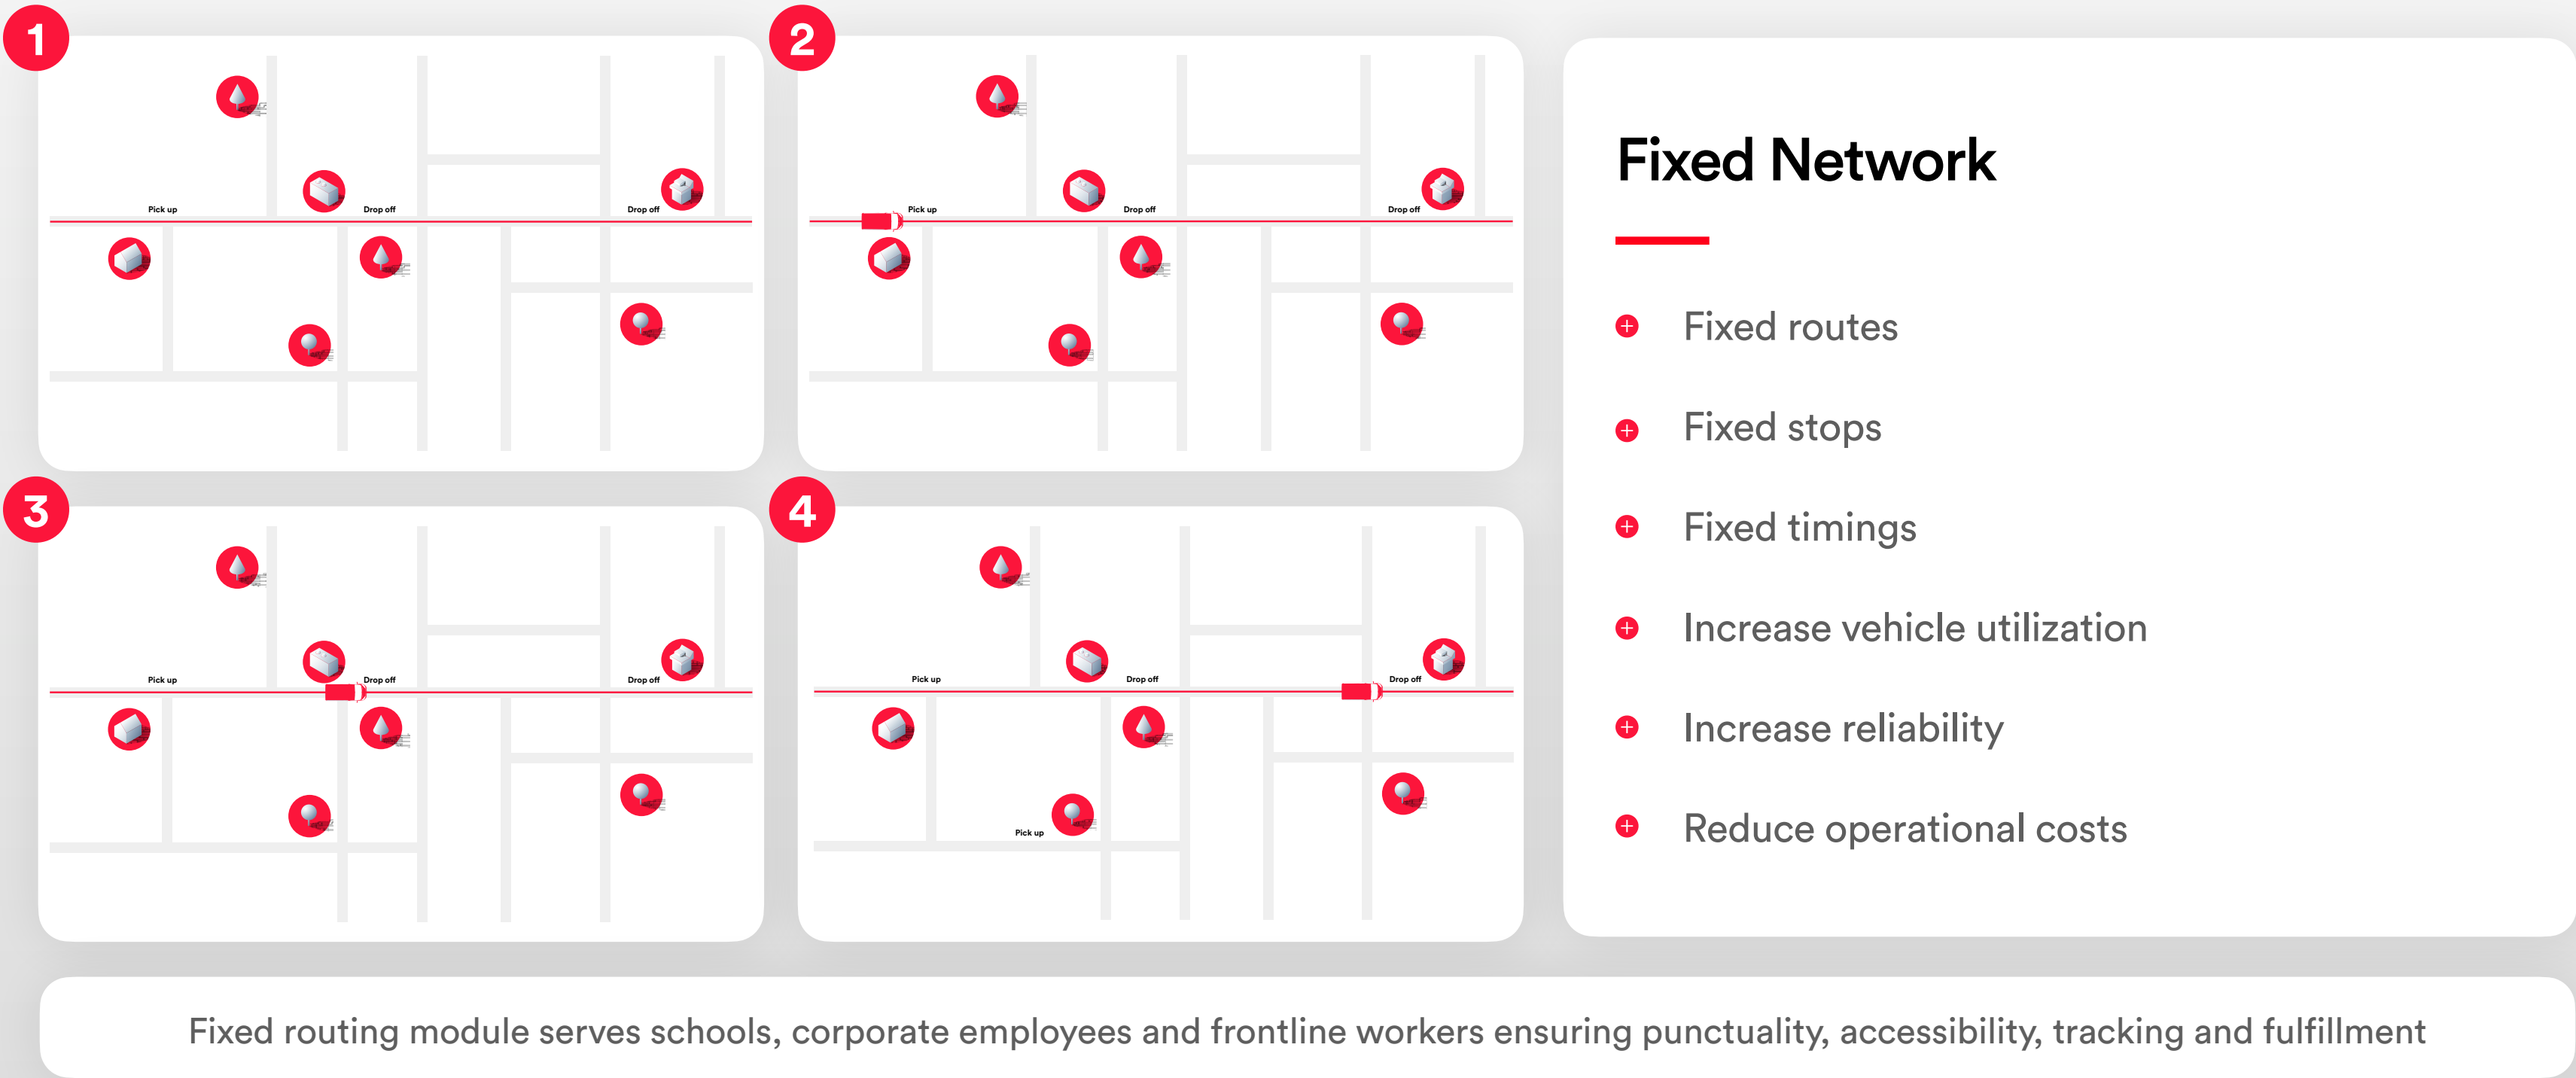 1
Pick up
Drop off
Drop off
2
Pick up
Drop off
Drop off
3
Pick up
Drop off
Drop off
4
Pick up
Drop off
Drop off
Pick up
Fixed Network
Fixed routes
Fixed stops
Fixed timings
Increase vehicle utilization
Increase reliability
Reduce operational costs
Fixed routing module serves schools, corporate employees and frontline workers ensuring punctuality, accessibility, tracking and fulfillment